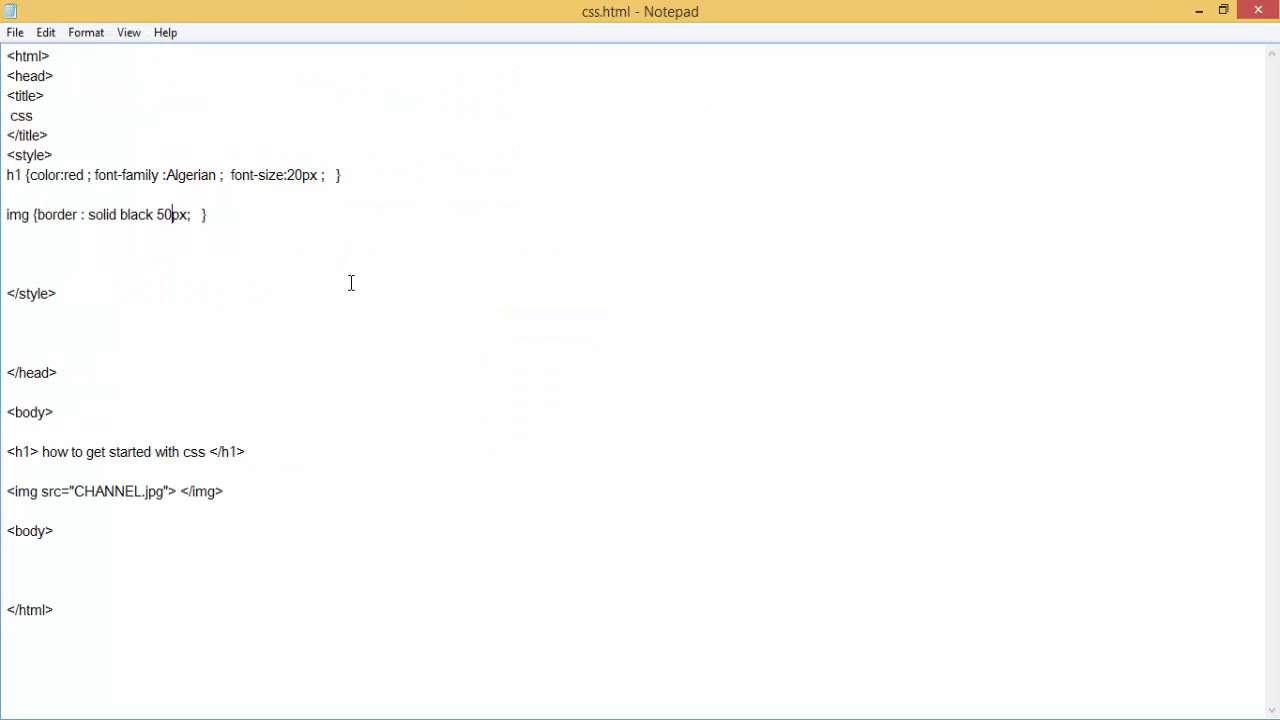 css.html - Notepad
File Edit Format View Help
<html>
<head>
<title>
css
</title>
<style>
h1 {color:red ; font-family :Algerian ;  font-size:20px ;   }
img {border : solid black 50px;   }
</style>
</head>
<body>
<h1> how to get started with css </h1>
<img src="CHANNEL.jpg"> </img>
<body>
</html>